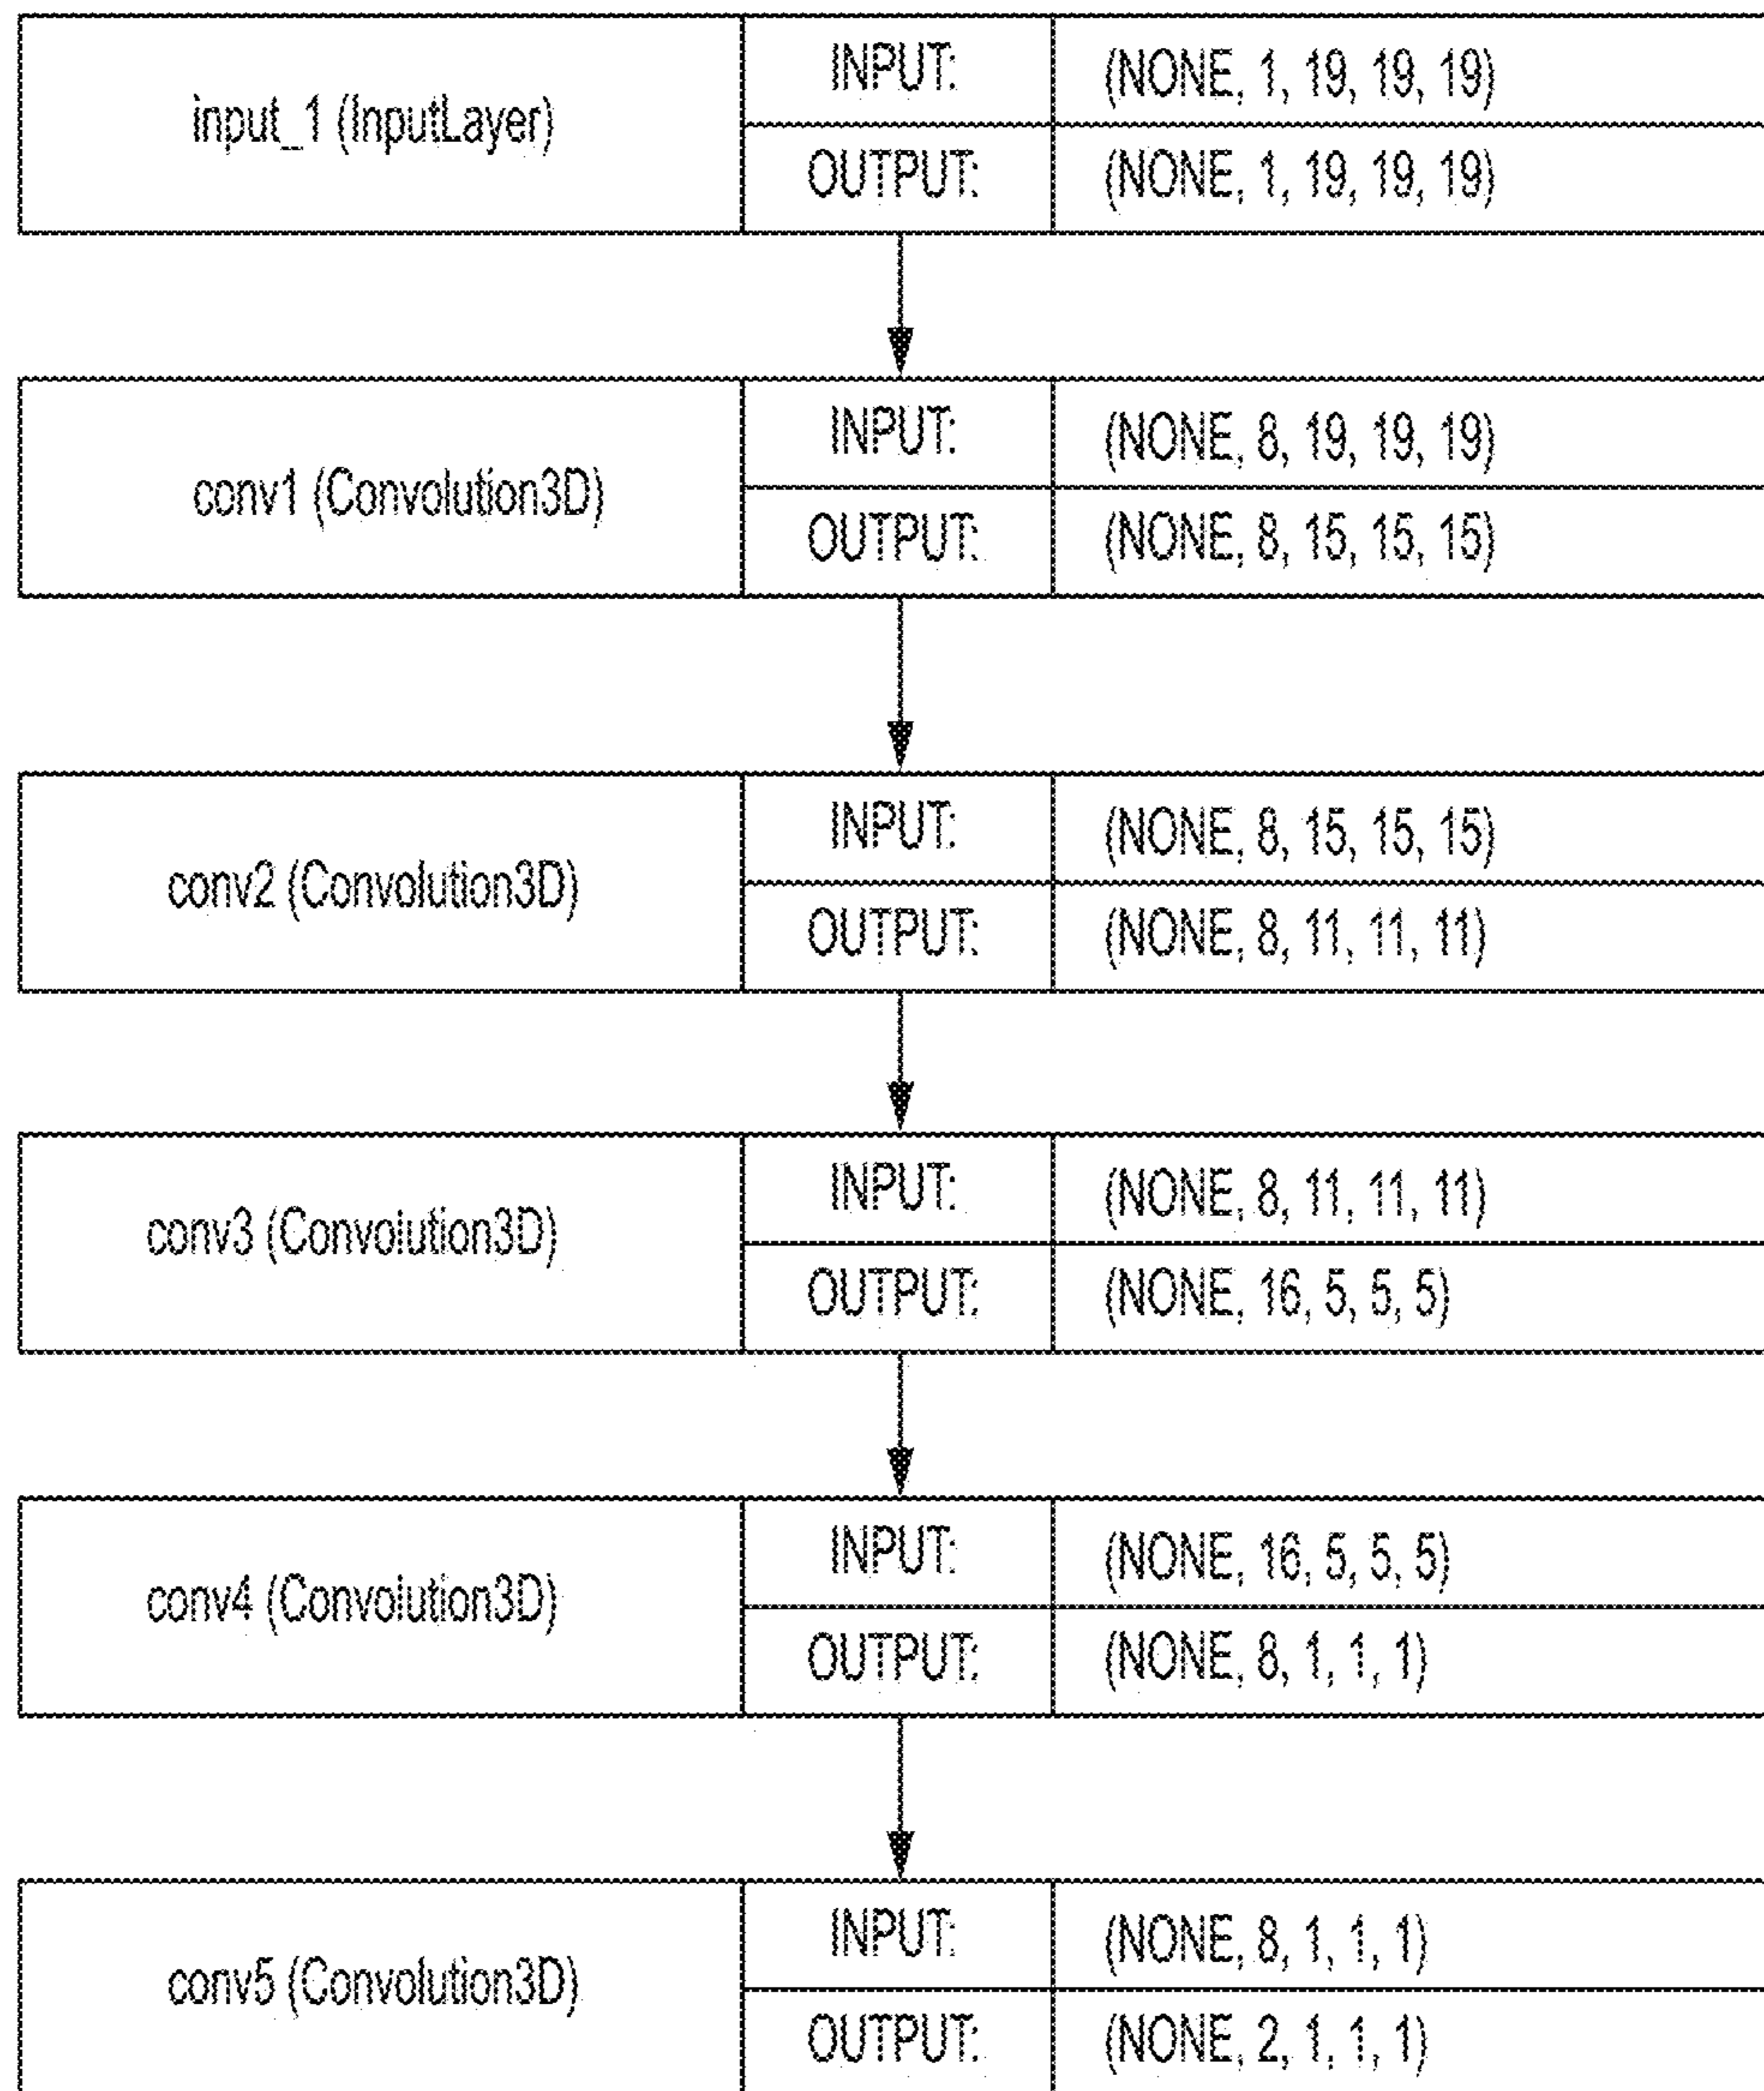 input_1 (InputLayer)
INPUT: (NONE, 1, 19, 19, 19)
OUTPUT: (NONE, 1, 19, 19, 19)
conv1 (Convolution3D)
INPUT: (NONE, 8, 19, 19, 19)
OUTPUT: (NONE, 8, 15, 15, 15)
conv2 (Convolution3D)
INPUT: (NONE, 8, 15, 15, 15)
OUTPUT: (NONE, 8, 11, 11, 11)
conv3 (Convolution3D)
INPUT: (NONE, 8, 11, 11, 11)
OUTPUT: (NONE, 16, 5, 5, 5)
conv4 (Convolution3D)
INPUT: (NONE, 16, 5, 5, 5)
OUTPUT: (NONE, 8, 1, 1, 1)
conv5 (Convolution3D)
INPUT: (NONE, 8, 1, 1, 1)
OUTPUT: (NONE, 2, 1, 1, 1)